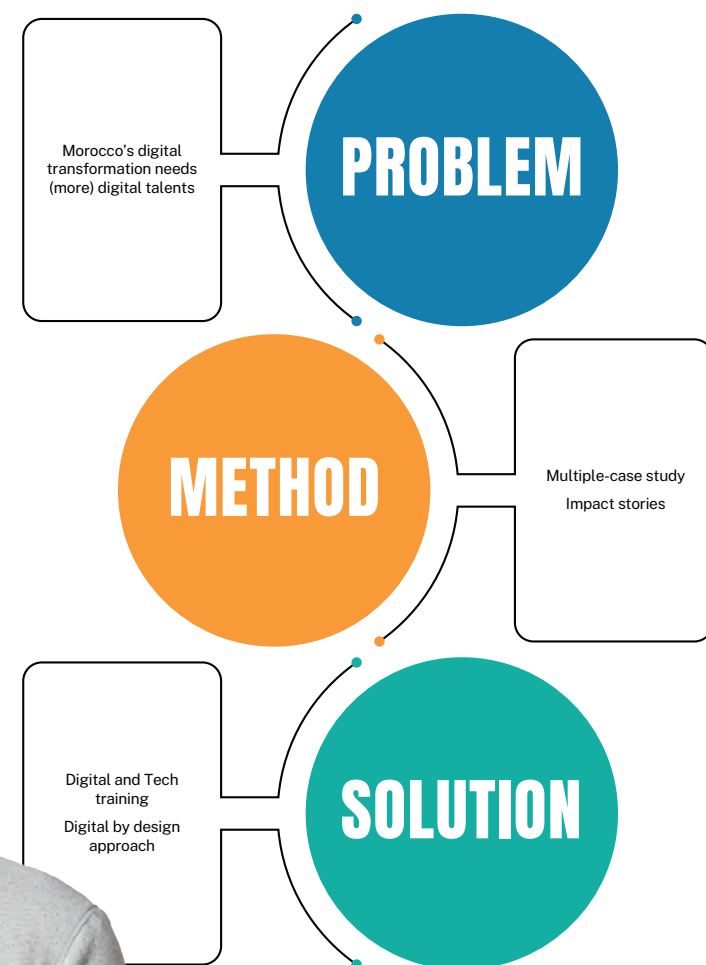 PROBLEM
Morocco's digital
transformation needs
(more) digital talents
METHOD
Multiple-case study
Impact stories
SOLUTION
Digital and Tech
training
Digital by design
approach